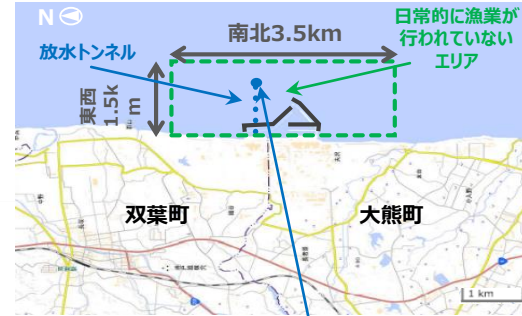 N
南北3.5km
日常的に漁業が
行われていない
エリア
放水トンネル
東西
1.5k
m
双葉町
大熊町
1 km